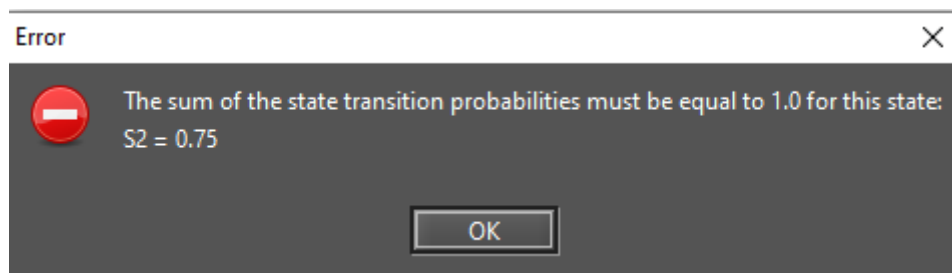 Error
The sum of the state transition probabilities must be equal to 1.0 for this state:
S2 = 0.75
OK